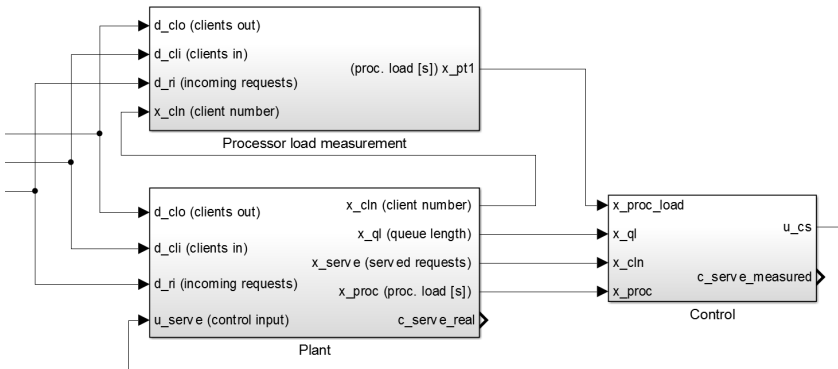 d_clo (clients out)
d_cli (clients in)
d_ri (incoming requests)
x_cln (client number)
(proc. load [s]) x_pt1
Processor load measurement
d_clo (clients out)
d_cli (clients in)
d_ri (incoming requests)
u_serve (control input)
x_cln (client number)
x_ql (queue length)
x_serve (served requests)
x_proc (proc. load [s])
c_serve_real
Plant
x_proc_load
x_ql
x_cln
x_proc
u_cs
c_serve_measured
Control